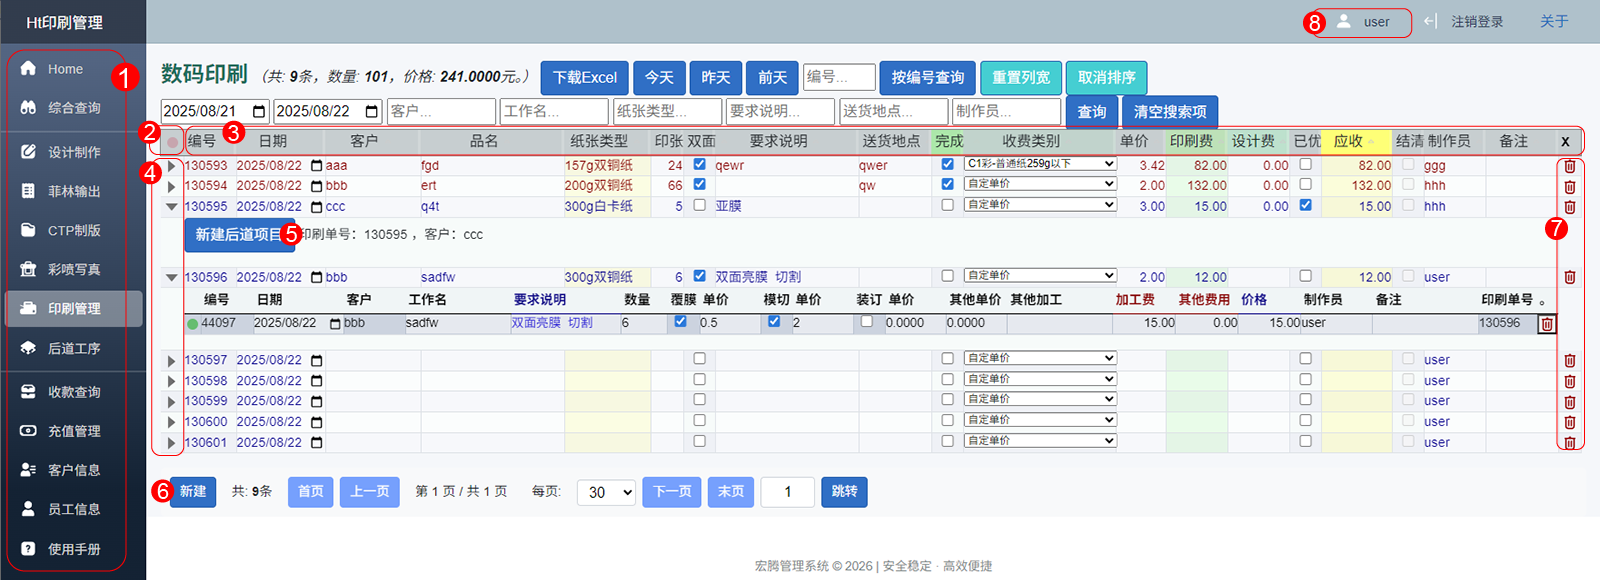 Ht印刷管理
8 user 注销登录 关于
1
Home
综合查询
设计制作
菲林输出
CTP制版
彩喷写真
印刷管理
后道工序
收款查询
充值管理
客户信息
员工信息
使用手册
数码印刷 (共: 9条, 数量: 101, 价格: 241.0000元。) 下载Excel 今天 昨天 前天 编号... 按编号查询 重置列宽 取消排序
2025/08/21 2025/08/22 客户... 工作名... 纸张类型... 要求说明... 送货地点... 制作员... 查询 清空搜索项
2 编号 3 日期 客户 品名 纸张类型 印张 双面 要求说明 送货地点 完成 收费类别 单价 印刷费 设计费 已优 应收 结清 制作员 备注 x
4 130593 2025/08/22 aaa fgd 157g双铜纸 24 qewr qwer C1彩-普通纸259g以下 3.42 82.00 0.00 82.00 ggg
130594 2025/08/22 bbb ert 200g双铜纸 66 qw 自定单价 2.00 132.00 0.00 132.00 hhh
130595 2025/08/22 ccc q4t 300g白卡纸 5 亚膜 自定单价 3.00 15.00 0.00 15.00 hhh
新建后道项目 5 印刷单号：130595 ，客户：ccc 7
130596 2025/08/22 bbb sadfw 300g双铜纸 6 双面亮膜 切割 自定单价 2.00 12.00 12.00 user
编号 日期 客户 工作名 要求说明 数量 覆膜 单价 模切 单价 装订 单价 其他单价 其他加工 加工费 其他费用 价格 制作员 备注 印刷单号 。
44097 2025/08/22 bbb sadfw 双面亮膜 切割 6 0.5 2 0.0000 0.0000 15.00 0.00 15.00 user 130596
130597 2025/08/22 自定单价 user
130598 2025/08/22 自定单价 user
130599 2025/08/22 自定单价 user
130600 2025/08/22 自定单价 user
130601 2025/08/22 自定单价 user
6 新建 共: 9条 首页 上一页 第 1 页 / 共 1 页 每页: 30 下一页 末页 1 跳转
宏腾管理系统 © 2026 | 安全稳定 · 高效便捷